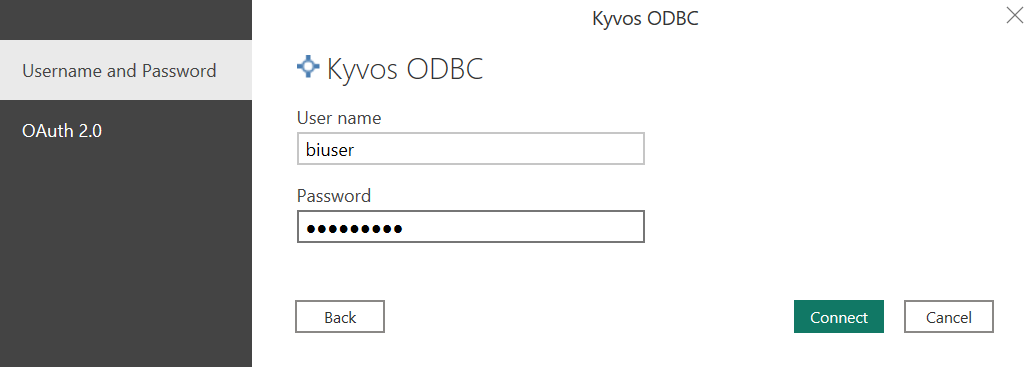 Kyvos ODBC
Username and Password
OAuth 2.0
Kyvos ODBC
User name
biuser
Password
●●●●●●●●●
Back
Connect
Cancel